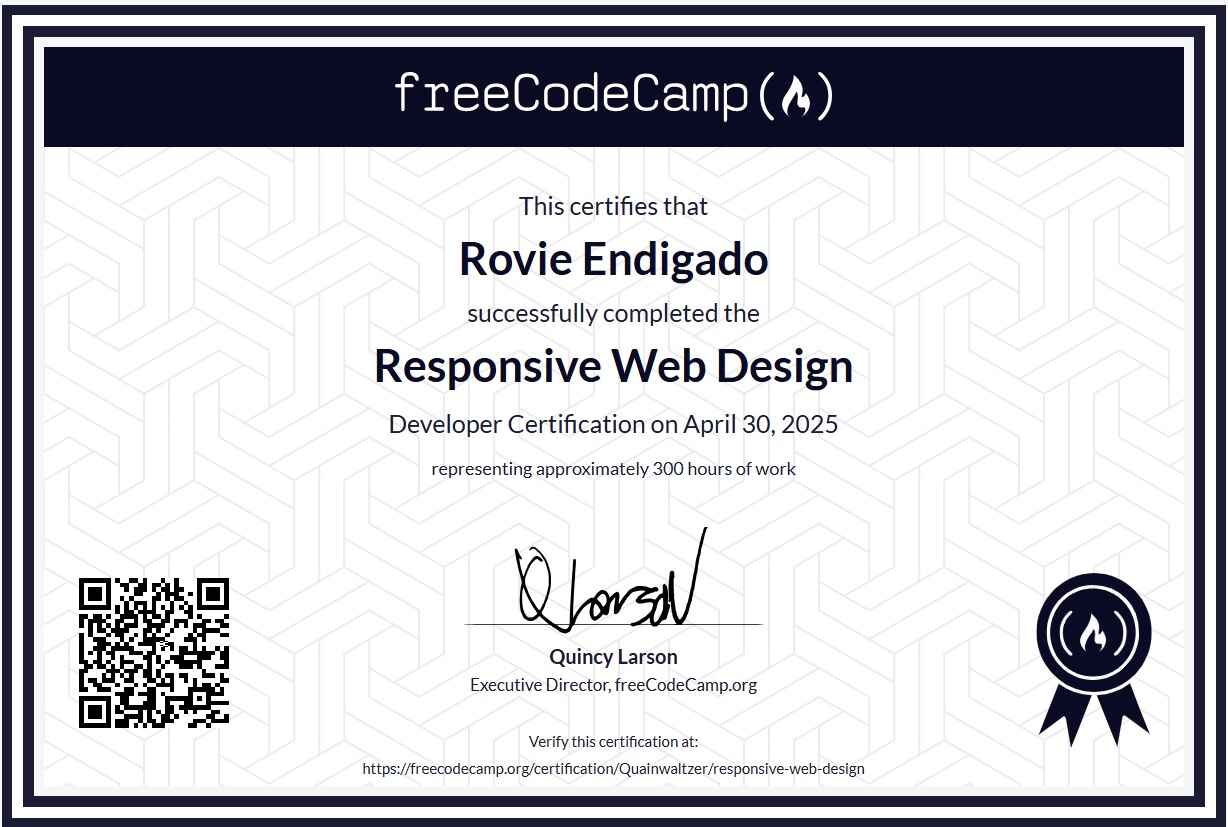 freeCodeCamp(🔥)
This certifies that
Rovie Endigado
successfully completed the
Responsive Web Design
Developer Certification on April 30, 2025
representing approximately 300 hours of work
Quincy Larson
Executive Director, freeCodeCamp.org
Verify this certification at:
https://freecodecamp.org/certification/Quainwaltzer/responsive-web-design